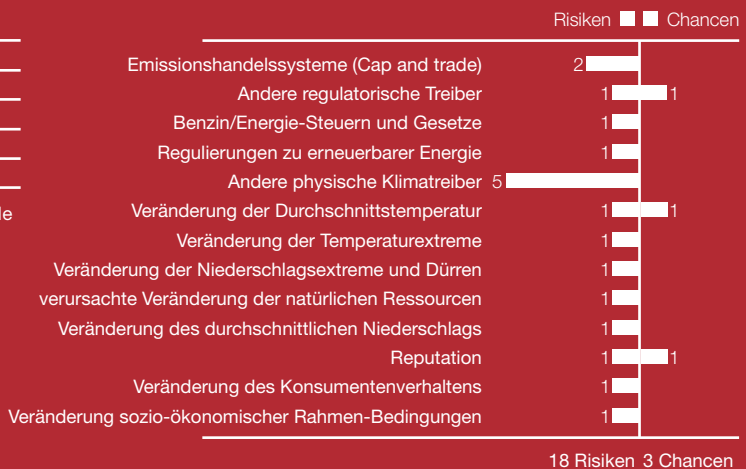 Risiken Chancen
Emissionshandelssysteme (Cap and trade) 2
Andere regulatorische Treiber 1 1
Benzin/Energie-Steuern und Gesetze 1
Regulierungen zu erneuerbarer Energie 1
Andere physische Klimatreiber 5
Veränderung der Durchschnittstemperatur 1 1
Veränderung der Temperaturextreme 1
Veränderung der Niederschlagsextreme und Dürren 1
verursachte Veränderung der natürlichen Ressourcen 1
Veränderung des durchschnittlichen Niederschlags 1
Reputation 1 1
Veränderung des Konsumentenverhaltens 1
Veränderung sozio-ökonomischer Rahmen-Bedingungen 1
18 Risiken 3 Chancen